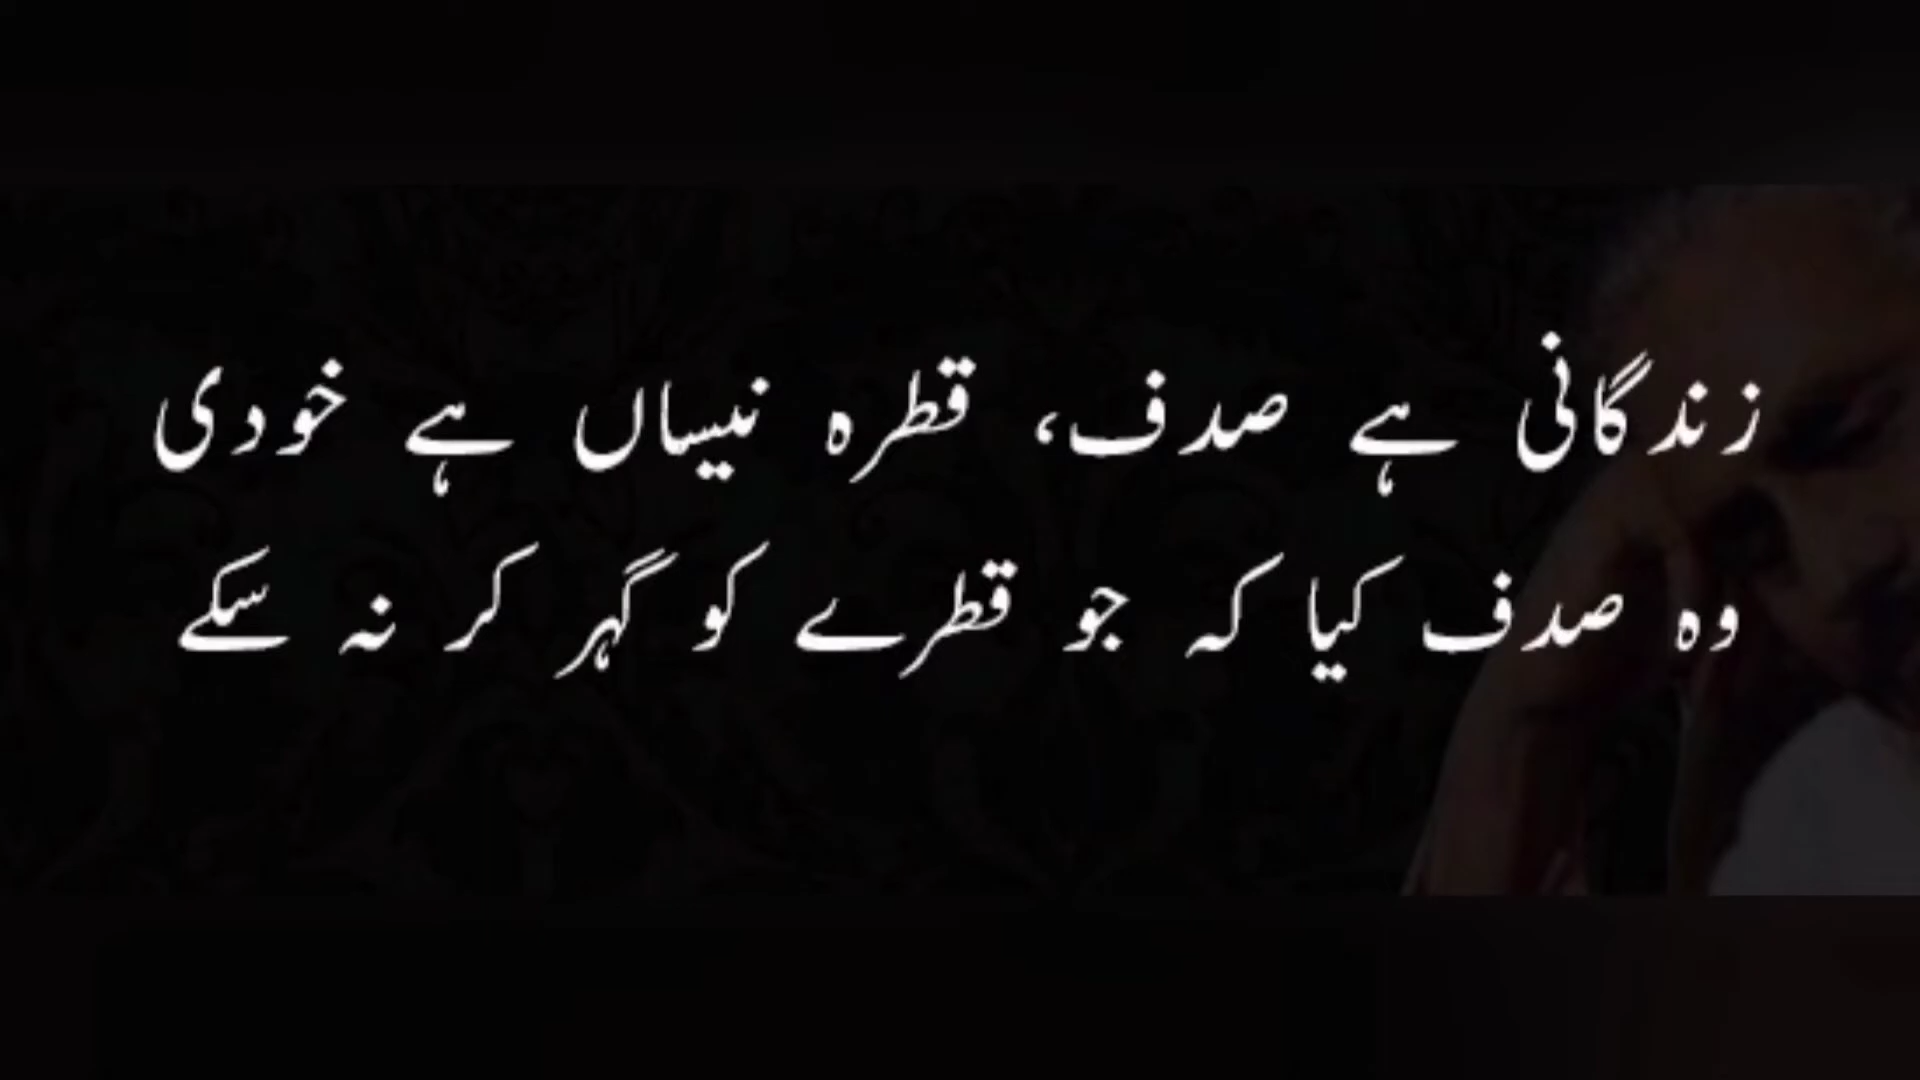 زندگانی ہے صدف، قطرہ نیساں ہے خودی
وہ صدف کیا کہ جو قطرے کو گہر کر نہ سکے